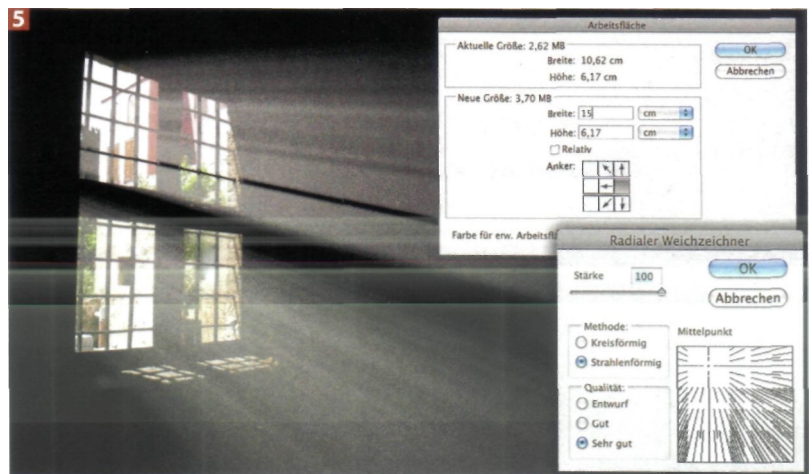 5
Arbeitsfläche
Aktuelle Größe: 2,62 MB
Breite: 10,62 cm
Höhe: 6,17 cm
OK
Abbrechen
Neue Größe: 3,70 MB
Breite: 15 cm
Höhe: 6,17 cm
Relativ
Anker:
Farbe für erw.
Radialer Weichzeichner
Stärke 100
OK
Abbrechen
Methode:
Kreisförmig
Strahlenförmig
Mittelpunkt
Qualität:
Entwurf
Gut
Sehr gut